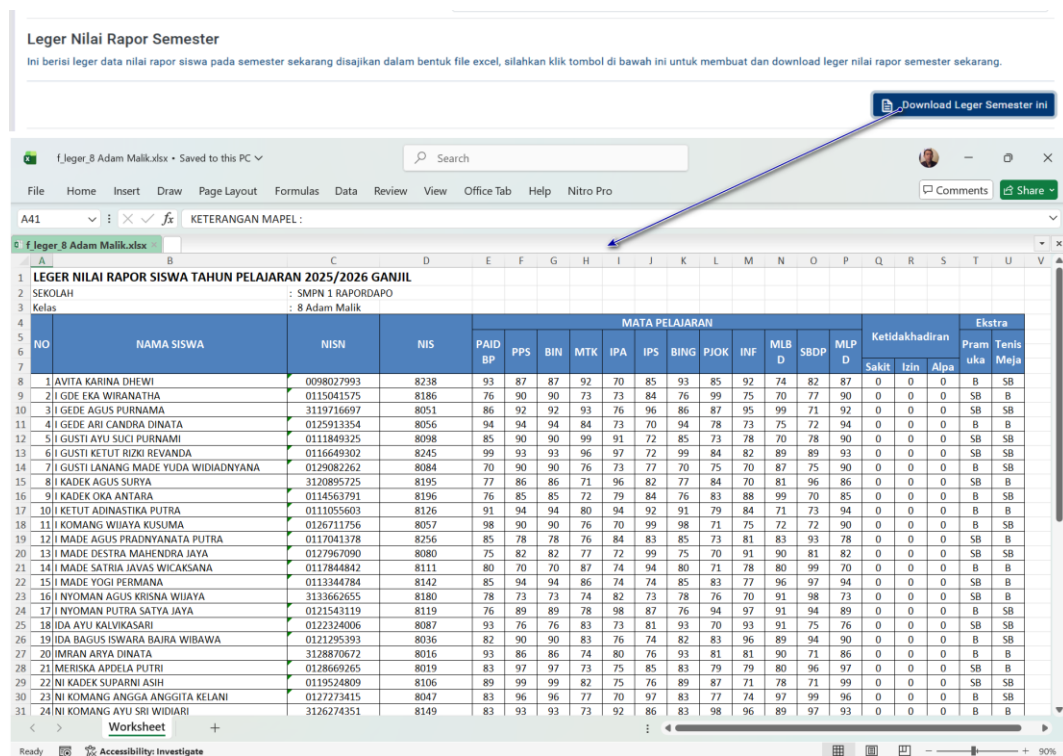 Leger Nilai Rapor Semester
Ini berisi leger data nilai rapor siswa pada semester sekarang disajikan dalam bentuk file excel, silahkan klik tombol di bawah ini untuk membuat dan download leger nilai rapor semester sekarang.
Download Leger Semester ini
f_leger_8 Adam Malik.xlsx • Saved to this PC
Search
File Home Insert Draw Page Layout Formulas Data Review View Office Tab Help Nitro Pro Comments Share
A41 fx KETERANGAN MAPEL :
f_leger_8 Adam Malik.xlsx
A B C D E F G H I J K L M N O P Q R S T U V
1 LEGER NILAI RAPOR SISWA TAHUN PELAJARAN 2025/2026 GANJIL
2 SEKOLAH : SMPN 1 RAPORDAPO
3 Kelas : 8 Adam Malik
4 MATA PELAJARAN Ekstra
5 NO NAMA SISWA NISN NIS PAID BP PPS BIN MTK IPA IPS BING PJOK INF MLB D SBDP MLP D Ketidakhadiran Pram uka Tenis Meja
6
7 Sakit Izin Alpa
8 1 AVITA KARINA DHEWI 0098027993 8238 93 87 87 92 70 85 93 85 92 74 82 87 0 0 0 B SB
9 2 I GDE EKA WIRANATHA 0115041575 8186 76 90 90 73 73 84 76 99 75 70 77 90 0 0 0 SB B
10 3 I GEDE AGUS PURNAMA 3119716697 8051 86 92 92 93 76 96 86 87 95 99 71 92 0 0 0 SB SB
11 4 I GEDE ARI CANDRA DINATA 0125913354 8056 94 94 94 84 73 70 94 78 73 75 72 94 0 0 0 B B
12 5 I GUSTI AYU SUCI PURNAMI 0111849325 8098 85 90 90 99 91 72 85 73 78 70 78 90 0 0 0 SB SB
13 6 I GUSTI KETUT RIZKI REVANDA 0116649302 8245 99 93 93 96 97 72 99 84 82 89 89 93 0 0 0 SB SB
14 7 I GUSTI LANANG MADE YUDA WIDIADNYANA 0129082262 8084 70 90 90 76 73 77 70 75 70 87 75 90 0 0 0 B SB
15 8 I KADEK AGUS SURYA 3120895725 8195 77 86 86 71 96 82 77 84 70 81 96 86 0 0 0 SB SB
16 9 I KADEK OKA ANTARA 0114563791 8196 76 85 85 72 79 84 76 83 88 99 70 85 0 0 0 B SB
17 10 I KETUT ADINASTIKA PUTRA 0111055603 8126 91 94 94 80 94 92 91 79 84 71 73 94 0 0 0 B B
18 11 I KOMANG WIJAYA KUSUMA 0126711756 8057 98 90 90 76 70 99 98 71 75 72 72 90 0 0 0 B SB
19 12 I MADE AGUS PRADNYANATA PUTRA 0117041378 8256 85 78 78 76 84 83 85 73 81 83 93 78 0 0 0 SB SB
20 13 I MADE DESTRA MAHENDRA JAYA 0127967090 8080 75 82 82 77 72 99 75 70 91 90 81 82 0 0 0 SB SB
21 14 I MADE SATRIA JAVAS WICAKSANA 0117844842 8111 80 70 70 87 74 94 80 71 78 80 99 70 0 0 0 B B
22 15 I MADE YOGI PERMANA 0113344784 8142 85 94 94 86 74 74 85 83 77 96 97 94 0 0 0 SB B
23 16 I NYOMAN AGUS KRISNA WIJAYA 3133662655 8180 78 73 73 74 82 73 78 76 70 91 98 73 0 0 0 SB B
24 17 I NYOMAN PUTRA SATYA JAYA 0121543119 8119 76 89 89 78 98 87 76 94 97 91 94 89 0 0 0 B SB
25 18 IDA AYU KALVIKASARI 0122324006 8087 93 76 76 83 73 81 93 70 93 91 75 76 0 0 0 SB SB
26 19 IDA BAGUS ISWARA BAJRA WIBAWA 0121295393 8036 82 90 90 83 76 74 82 83 96 89 94 90 0 0 0 B B
27 20 IMRAN ARYA DINATA 3128870672 8016 93 86 86 74 80 76 93 81 81 90 71 86 0 0 0 B B
28 21 MERISKA APDELA PUTRI 0128669265 8019 83 97 97 73 75 85 83 79 79 80 96 97 0 0 0 SB B
29 22 NI KADEK SUPARNI ASIH 0119524809 8106 89 99 99 82 75 76 89 87 71 78 71 99 0 0 0 SB SB
30 23 NI KOMANG ANGGA ANGGITA KELANI 0127273415 8047 83 96 96 77 70 97 83 77 74 97 99 96 0 0 0 B SB
31 24 NI KOMANG AYU SRI WIDIARI 3126274351 8149 83 93 93 73 92 86 83 98 96 89 97 93 0 0 0 B B
Worksheet
Ready Accessibility: Investigate 90%